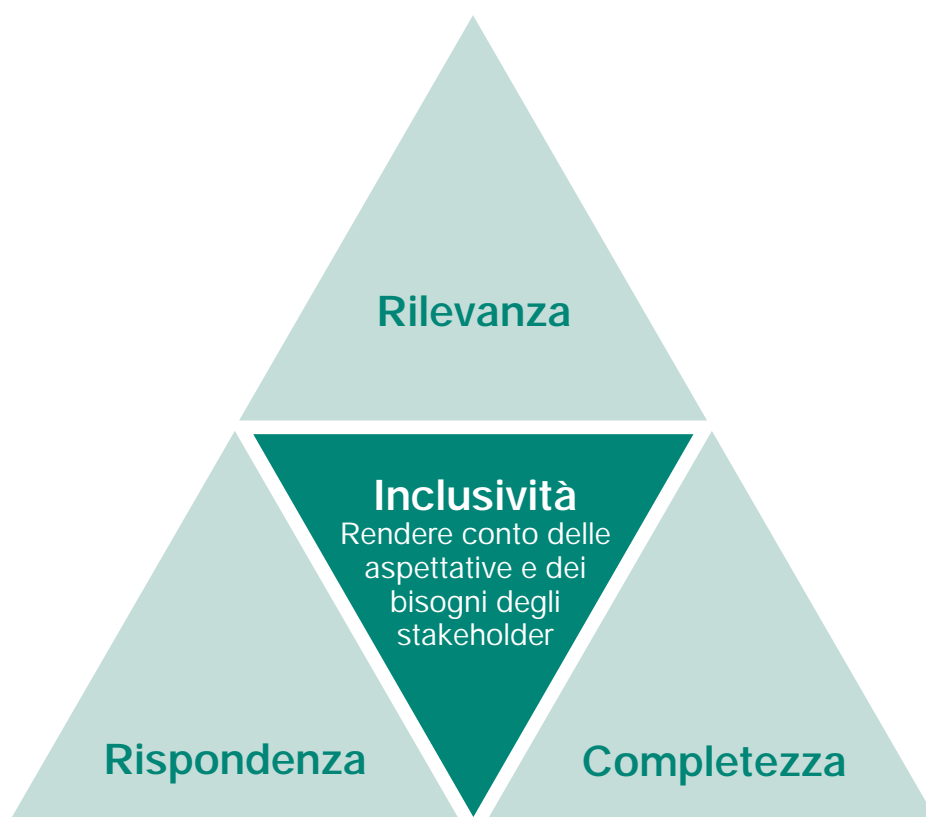 Rilevanza
Inclusività
Rendere conto delle
aspettative e dei
bisogni degli
stakeholder
Rispondenza
Completezza